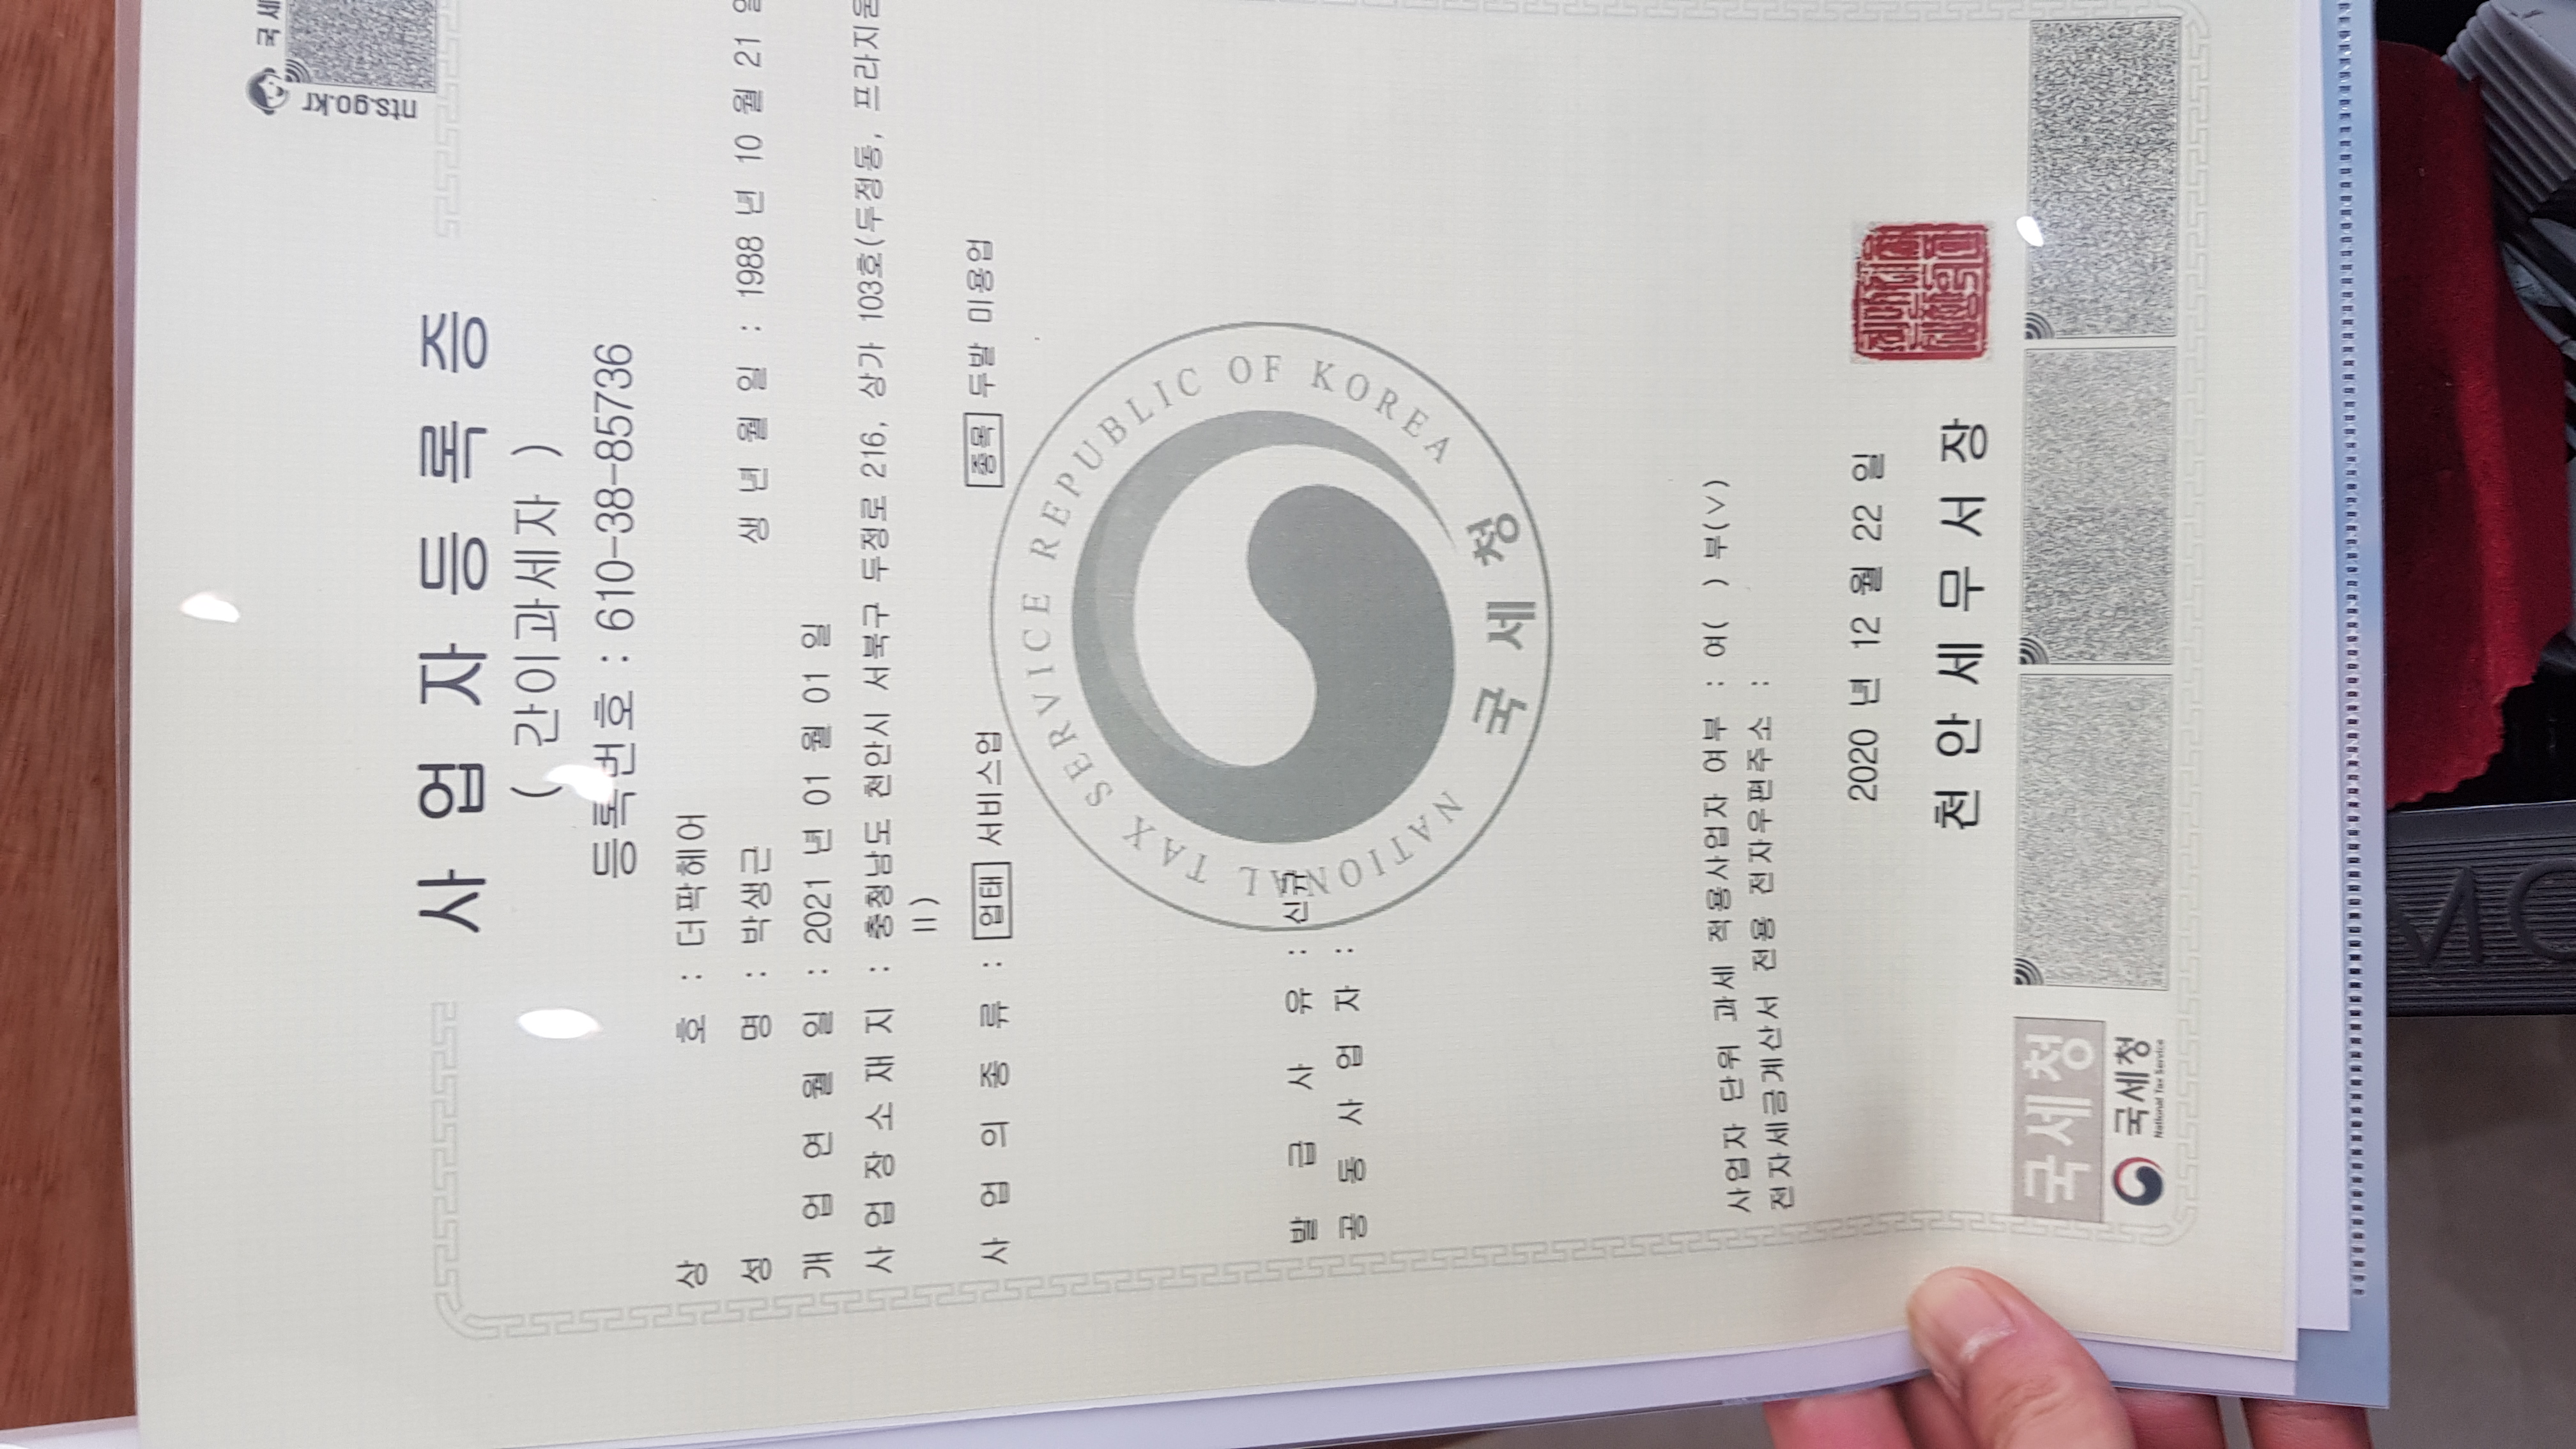 국세
nts.go.kr
사업자등록증
( 간이과세자 )
등록번호 : 610-38-85736
상 호 : 더팍헤어
성 명 : 박생근 생 년 월 일 : 1988 년 10 월 21 일
개 업 연 월 일 : 2021 년 01 월 01 일
사 업 장 소 재 지 : 충청남도 천안시 서북구 두정로 216, 상가 103호(두정동, 프라지움
II)
사 업 의 종 류 : 업태 서비스업 종목 두발 미용업
NATIONAL TAX SERVICE REPUBLIC OF KOREA
국세청
발 급 사 유 : 신규
공 동 사 업 자 :
사업자 단위 과세 적용사업자 여부 : 여( ) 부(∨)
전자세금계산서 전용 전자우편주소 :
2020 년 12 월 22 일
천 안 세 무 서 장
국세청
국세청
National Tax Service